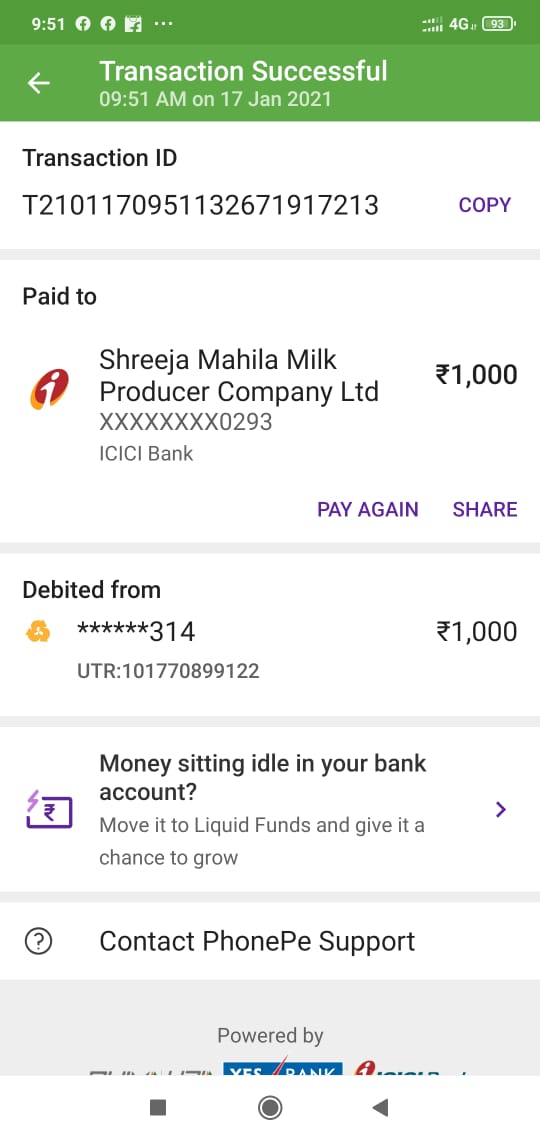 9:51 ... 4G 93
Transaction Successful
09:51 AM on 17 Jan 2021
Transaction ID
T2101170951132671917213 COPY
Paid to
Shreeja Mahila Milk
Producer Company Ltd ₹1,000
XXXXXXXX0293
ICICI Bank
PAY AGAIN SHARE
Debited from
******314 ₹1,000
UTR:101770899122
Money sitting idle in your bank
account?
Move it to Liquid Funds and give it a
chance to grow
Contact PhonePe Support
Powered by
YES BANK ICICI